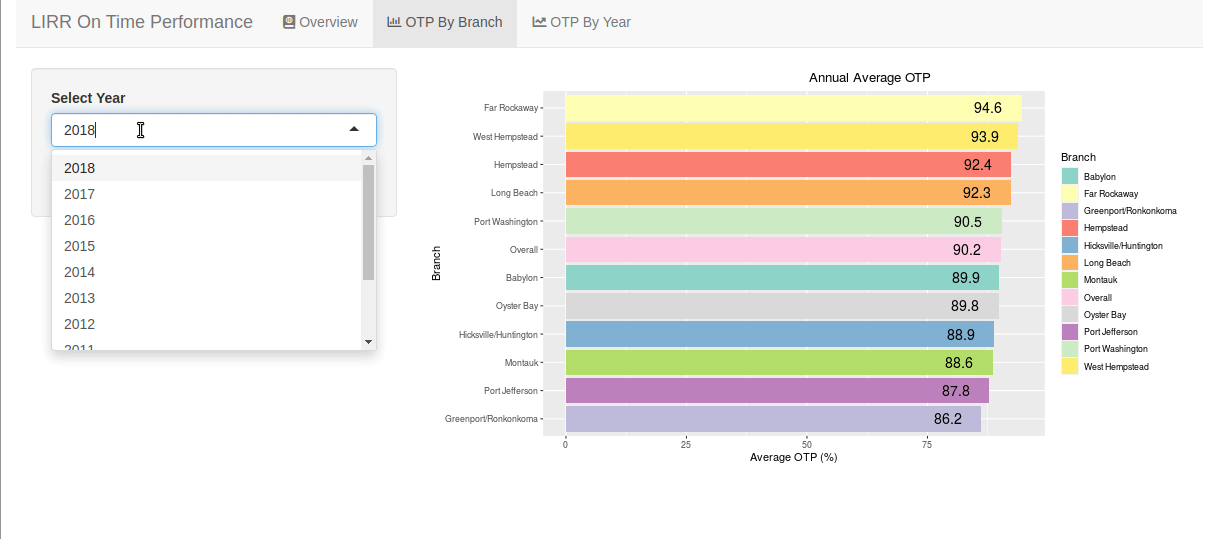 LIRR On Time Performance Overview OTP By Branch OTP By Year
Select Year
2018
2018
2017
2016
2015
2014
2013
2012
2011
Annual Average OTP
Branch
Far Rockaway 94.6
West Hempstead 93.9
Hempstead 92.4
Long Beach 92.3
Port Washington 90.5
Overall 90.2
Babylon 89.9
Oyster Bay 89.8
Hicksville/Huntington 88.9
Montauk 88.6
Port Jefferson 87.8
Greenport/Ronkonkoma 86.2
0 25 50 75
Average OTP (%)
Branch
Babylon
Far Rockaway
Greenport/Ronkonkoma
Hempstead
Hicksville/Huntington
Long Beach
Montauk
Overall
Oyster Bay
Port Jefferson
Port Washington
West Hempstead